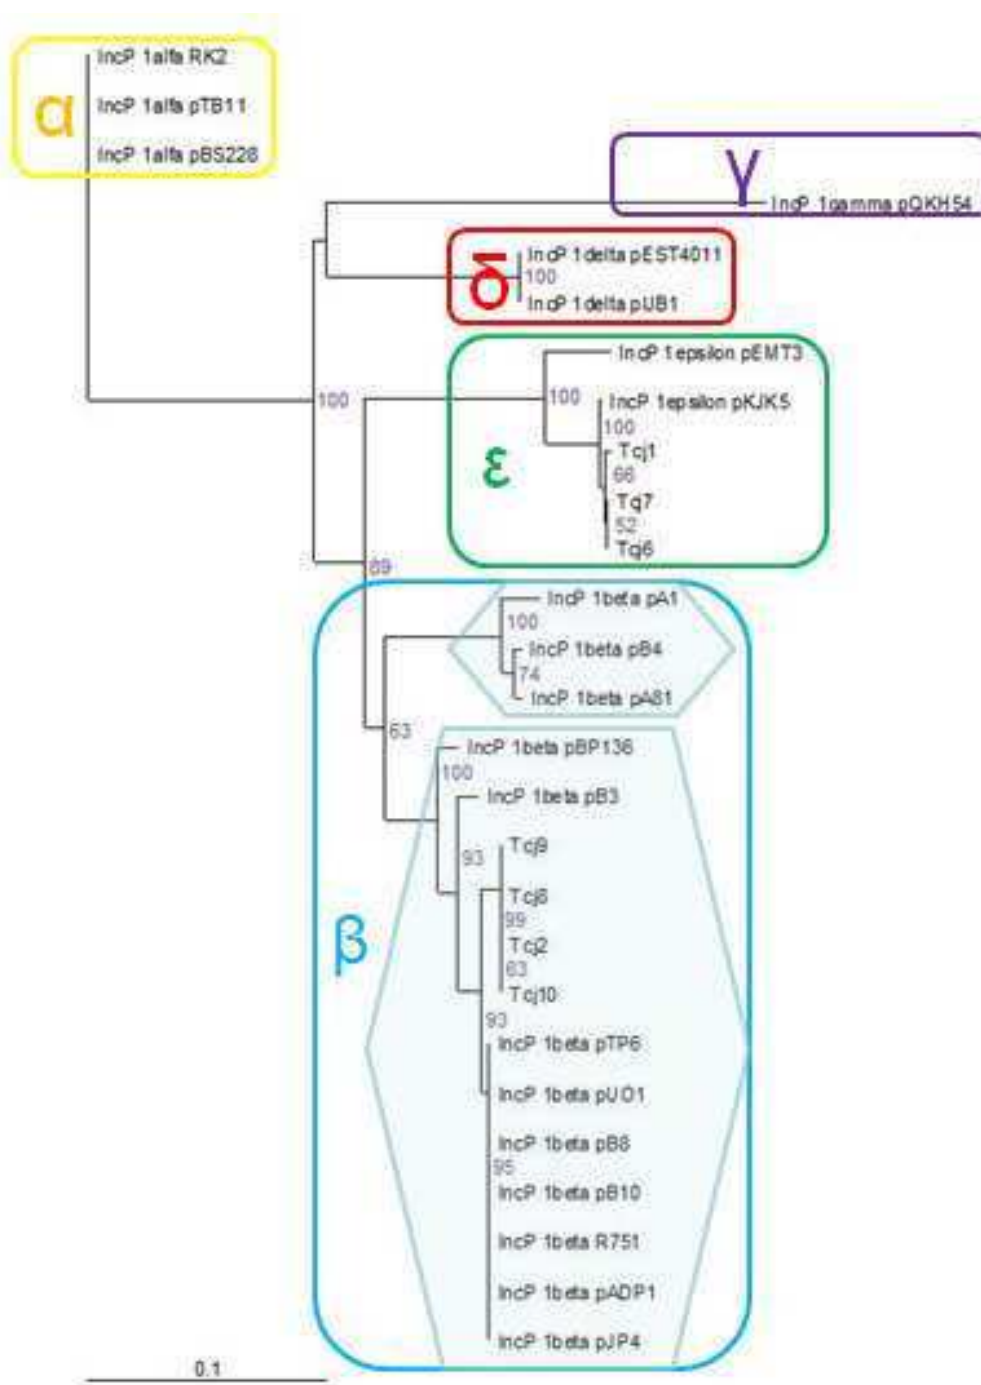 IncP 1alfa RK2
α
IncP 1alfa pTB11
IncP 1alfa pBS228
γ
IncP 1gamma pQKH54
δ
IncP 1delta pEST4011
100
IncP 1delta pUB1
IncP 1epsilon pEMT3
100
100
IncP 1epsilon pKJK5
100
ε
Tcj1
66
Tcj7
52
Tcj6
89
β
IncP 1beta pA1
100
IncP 1beta pB4
74
IncP 1beta pA81
63
IncP 1beta pBP136
100
IncP 1beta pB3
93
Tcj9
Tcj8
99
Tcj2
63
Tcj10
93
IncP 1beta pTP6
IncP 1beta pUO1
IncP 1beta pB8
95
IncP 1beta pB10
IncP 1beta R751
IncP 1beta pADP1
IncP 1beta pJP4
0.1